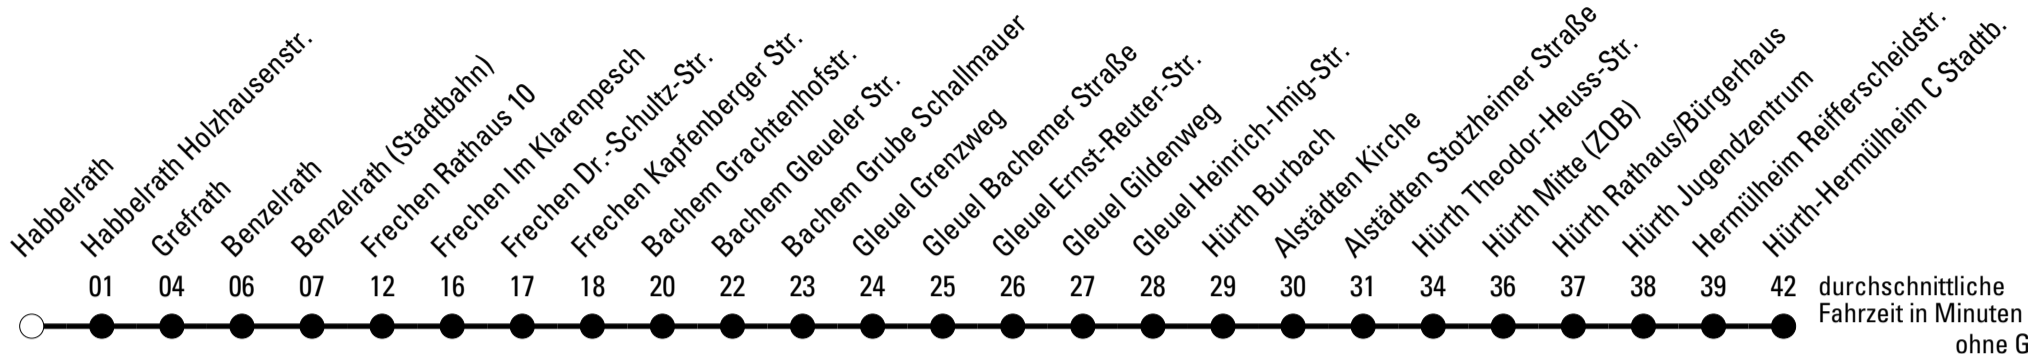 Habbelrath
Habbelrath Holzhausenstr.
Grefrath
Benzelrath
Benzelrath (Stadtbahn)
Frechen Rathaus 10
Frechen Im Klarenpesch
Frechen Dr.-Schultz-Str.
Frechen Kapfenberger Str.
Bachem Grachtenhofstr.
Bachem Gleueler Str.
Bachem Grube Schallmauer
Gleuel Grenzweg
Gleuel Bachemer Straße
Gleuel Ernst-Reuter-Str.
Gleuel Gildenweg
Gleuel Heinrich-Imig-Str.
Hürth Burbach
Alstädten Kirche
Alstädten Stotzheimer Straße
Hürth Theodor-Heuss-Str.
Hürth Mitte (ZOB)
Hürth Rathaus/Bürgerhaus
Hürth Jugendzentrum
Hermülheim Reifferscheidstr.
Hürth-Hermülheim C Stadtb.
01 04 06 07 12 16 17 18 20 22 23 24 25 26 27 28 29 30 31 34 36 37 38 39 42
durchschnittliche
Fahrzeit in Minuten
ohne G